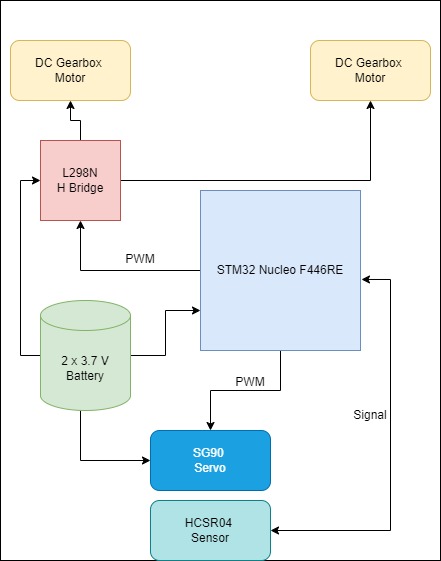 DC Gearbox
Motor
DC Gearbox
Motor
L298N
H Bridge
STM32 Nucleo F446RE
PWM
2 x 3.7 V
Battery
PWM
Signal
SG90
Servo
HCSR04
Sensor